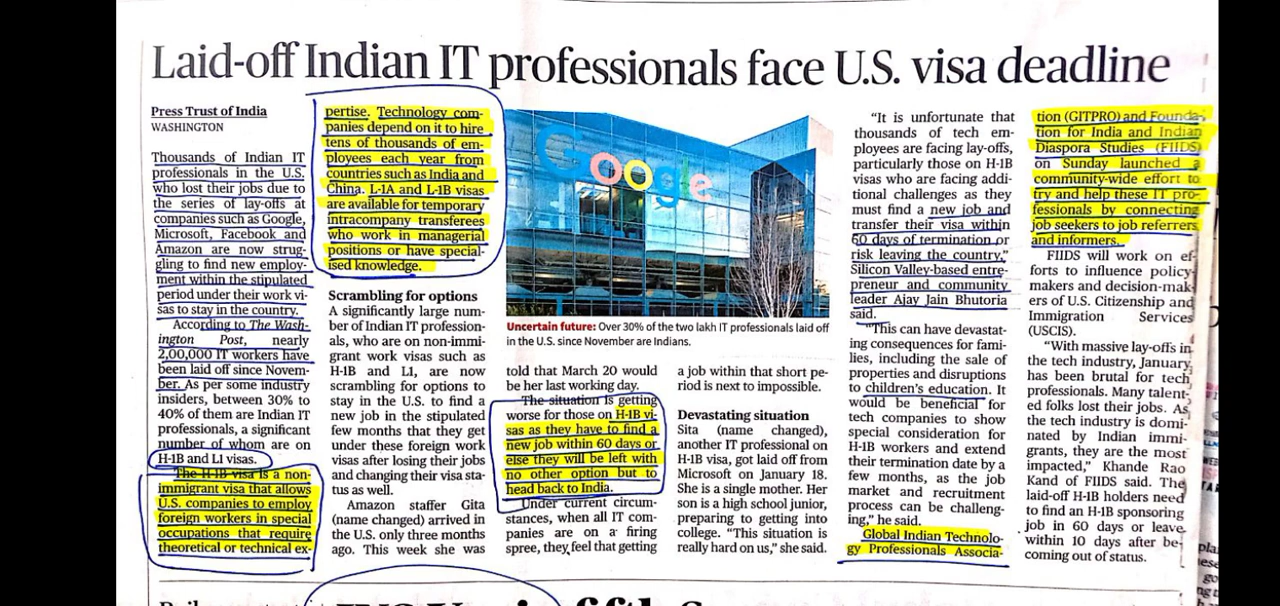 Laid-off Indian IT professionals face U.S. visa deadline
Press Trust of India
WASHINGTON
Thousands of Indian IT
professionals in the U.S.
who lost their jobs due to
the series of lay-offs at
companies such as Google,
Microsoft, Facebook and
Amazon are now strug-
gling to find new employ-
ment within the stipulated
period under their work vi-
sas to stay in the country.
According to The Wash-
ington Post, nearly
2,00,000 IT workers have
been laid off since Novem-
ber. As per some industry
insiders, between 30% to
40% of them are Indian IT
professionals, a significant
number of whom are on
H-1B and L1 visas.
The H-1B visa is a non-
immigrant visa that allows
U.S. companies to employ
foreign workers in special
occupations that require
theoretical or technical ex-
pertise. Technology com-
panies depend on it to hire
tens of thousands of em-
ployees each year from
countries such as India and
China. L-1A and L-1B visas
are available for temporary
intracompany transferees
who work in managerial
positions or have special-
ised knowledge.
Scrambling for options
A significantly large num-
ber of Indian IT profession-
als, who are on non-immi-
grant work visas such as
H-1B and L1, are now
scrambling for options to
stay in the U.S. to find a
new job in the stipulated
few months that they get
under these foreign work
visas after losing their jobs
and changing their visa sta-
tus as well.
Amazon staffer Gita
(name changed) arrived in
the U.S. only three months
ago. This week she was
Google
Uncertain future: Over 30% of the two lakh IT professionals laid off
in the U.S. since November are Indians.
told that March 20 would
be her last working day.
The situation is getting
worse for those on H-1B vi-
sas as they have to find a
new job within 60 days or
else they will be left with
no other option but to
head back to India.
Under current circum-
stances, when all IT com-
panies are on a firing
spree, they feel that getting
a job within that short pe-
riod is next to impossible.
Devastating situation
Sita (name changed),
another IT professional on
H-1B visa, got laid off from
Microsoft on January 18.
She is a single mother. Her
son is a high school junior,
preparing to getting into
college. "This situation is
really hard on us," she said.
"It is unfortunate that
thousands of tech em-
ployees are facing lay-offs,
particularly those on H-1B
visas who are facing addi-
tional challenges as they
must find a new job and
transfer their visa within
60 days of termination or
risk leaving the country,"
Silicon Valley-based entre-
preneur and community
leader Ajay Jain Bhutoria
said.
"This can have devastat-
ing consequences for fami-
lies, including the sale of
properties and disruptions
to children's education. It
would be beneficial for
tech companies to show
special consideration for
H-1B workers and extend
their termination date by a
few months, as the job
market and recruitment
process can be challeng-
ing," he said.
Global Indian Technolo-
gy Professionals Associa-
tion (GITPRO) and Founda-
tion for India and Indian
Diaspora Studies (FIIDS)
on Sunday launched a
community-wide effort to
try and help these IT pro-
fessionals by connecting
job seekers to job referrers
and informers.
FIIDS will work on ef-
forts to influence policy-
makers and decision-mak-
ers of U.S. Citizenship and
Immigration Services
(USCIS).
"With massive lay-offs in
the tech industry, January
has been brutal for tech
professionals. Many talent-
ed folks lost their jobs. As
the tech industry is domi-
nated by Indian immi-
grants, they are the most
impacted," Khande Rao
Kand of FIIDS said. The
laid-off H-1B holders need
to find an H-1B sponsoring
job in 60 days or leave
within 10 days after be-
coming out of status.